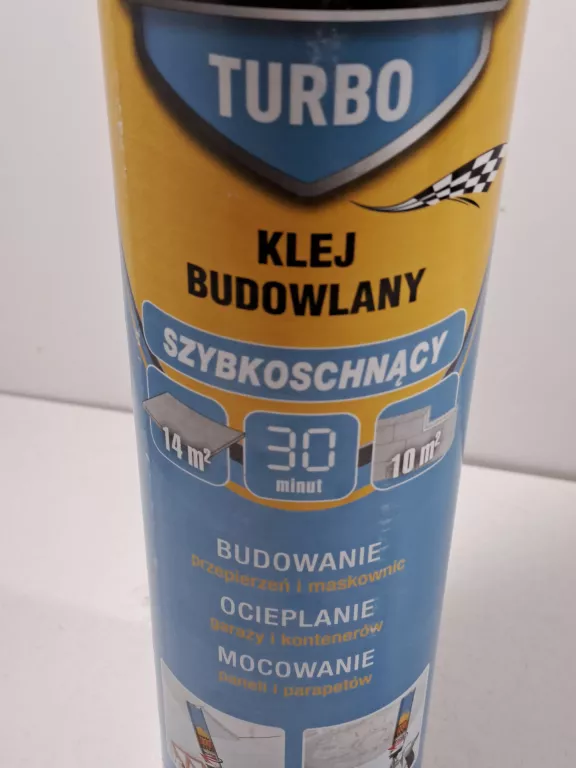 TURBO
KLEJ
BUDOWLANY
SZYBKOSCHNĄCY
14 m² 30 10 m²
minut
BUDOWANIE
przepierzeń i maskownic
OCIEPLANIE
garaży i kontenerów
MOCOWANIE
paneli i parapetów